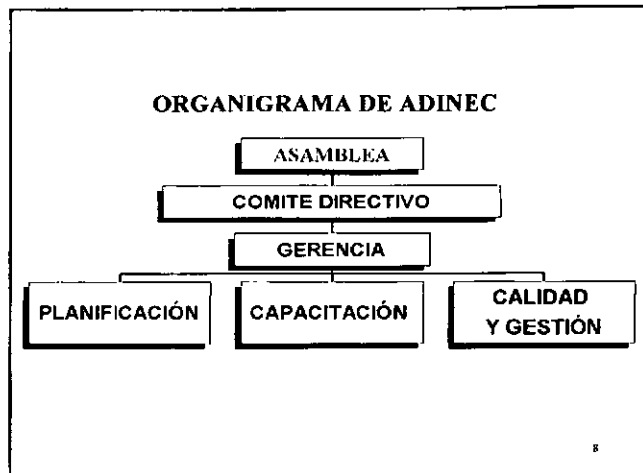 ORGANIGRAMA DE ADINEC
ASAMBLEA
COMITE DIRECTIVO
GERENCIA
PLANIFICACIÓN
CAPACITACIÓN
CALIDAD
Y GESTIÓN
8